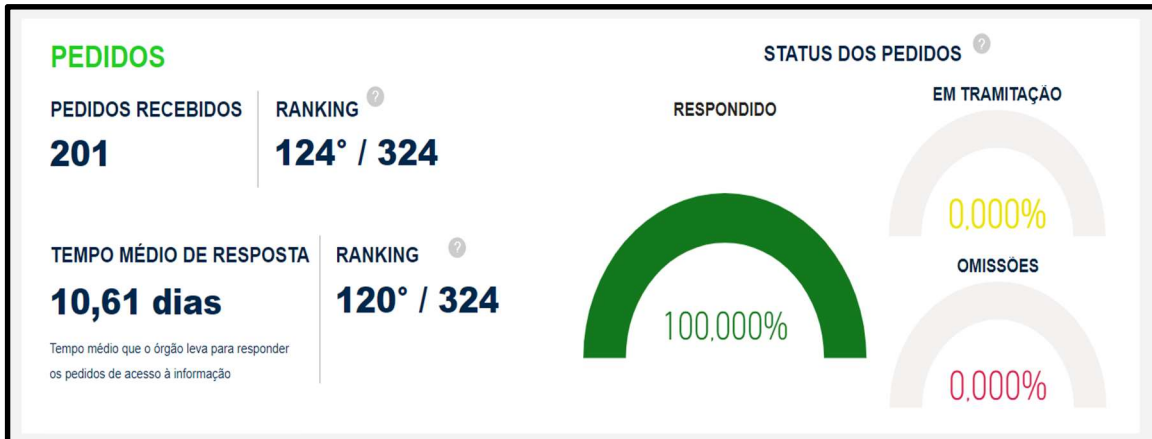 PEDIDOS
PEDIDOS RECEBIDOS
201
RANKING ?
124° / 324
TEMPO MÉDIO DE RESPOSTA
10,61 dias
Tempo médio que o órgão leva para responder
os pedidos de acesso à informação
RANKING ?
120° / 324
STATUS DOS PEDIDOS ?
RESPONDIDO
100,000%
EM TRAMITAÇÃO
0,000%
OMISSÕES
0,000%